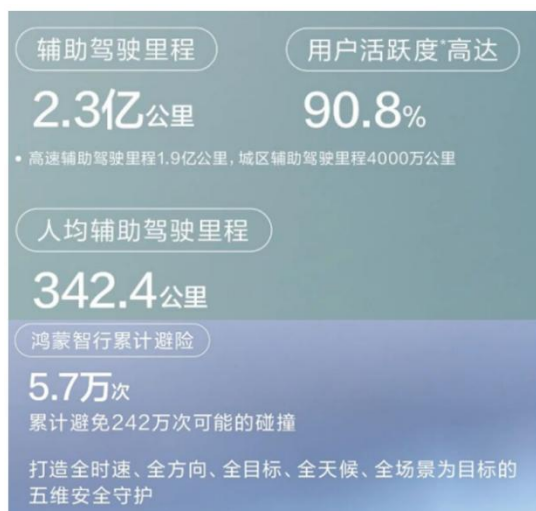 辅助驾驶里程
用户活跃度*高达
2.3亿公里
90.8%
• 高速辅助驾驶里程1.9亿公里，城区辅助驾驶里程4000万公里
人均辅助驾驶里程
342.4公里
鸿蒙智行累计避险
5.7万次
累计避免242万次可能的碰撞
打造全时速、全方向、全目标、全天候、全场景为目标的
五维安全守护